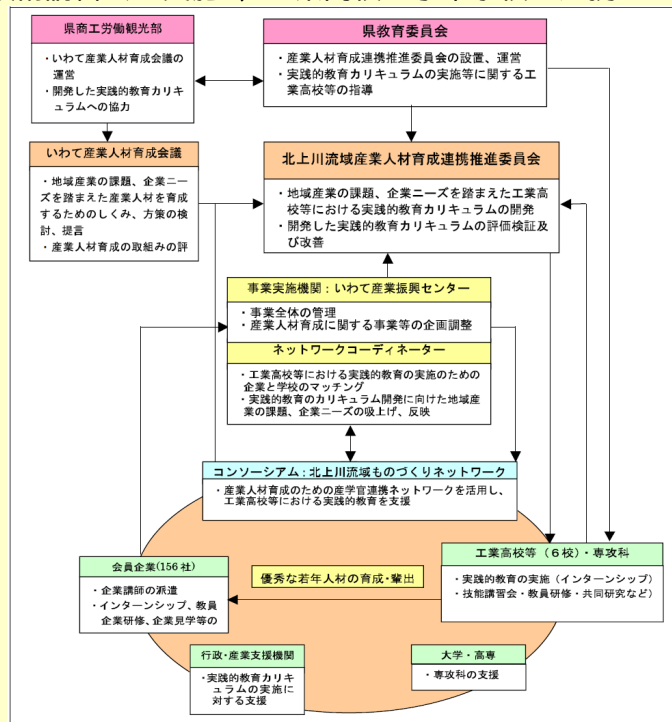 県商工労働観光部
・いわて産業人材育成会議の
運営
・開発した実践的教育カリキ
ュラムへの協力
県教育委員会
・産業人材育成連携推進委員会の設置、運営
・実践的教育カリキュラムの実施等に関する工
業高校等の指導
いわて産業人材育成会議
・地域産業の課題、企業ニー
ズを踏まえた産業人材を育成
するためのしくみ、方策の検
討、提言
・産業人材育成の取組みの評
北上川流域産業人材育成連携推進委員会
・地域産業の課題、企業ニーズを踏まえた工業高
校等における実践的教育カリキュラムの開発
・開発した実践的教育カリキュラムの評価検証及
び改善
事業実施機関：いわて産業振興センター
・事業全体の管理
・産業人材育成に関する事業等の企画調整
ネットワークコーディネーター
・工業高校等における実践的教育の実施のための
企業と学校のマッチング
・実践的教育のカリキュラム開発に向けた地域産
業の課題、企業ニーズの吸上げ、反映
コンソーシアム：北上川流域ものづくりネットワーク
・産業人材育成のための産学官連携ネットワークを活用し、
工業高校等における実践的教育を支援
会員企業(156社)
・企業講師の派遣
・インターンシップ、教員
企業研修、企業見学等の
優秀な若年人材の育成・輩出
工業高校等（６校）・専攻科
・実践的教育の実施（インターンシップ）
・技能講習会・教員研修・共同研究など）
行政・産業支援機関
・実践的教育カリキ
ュラムの実施に
対する支援
大学・高専
・専攻科の支援